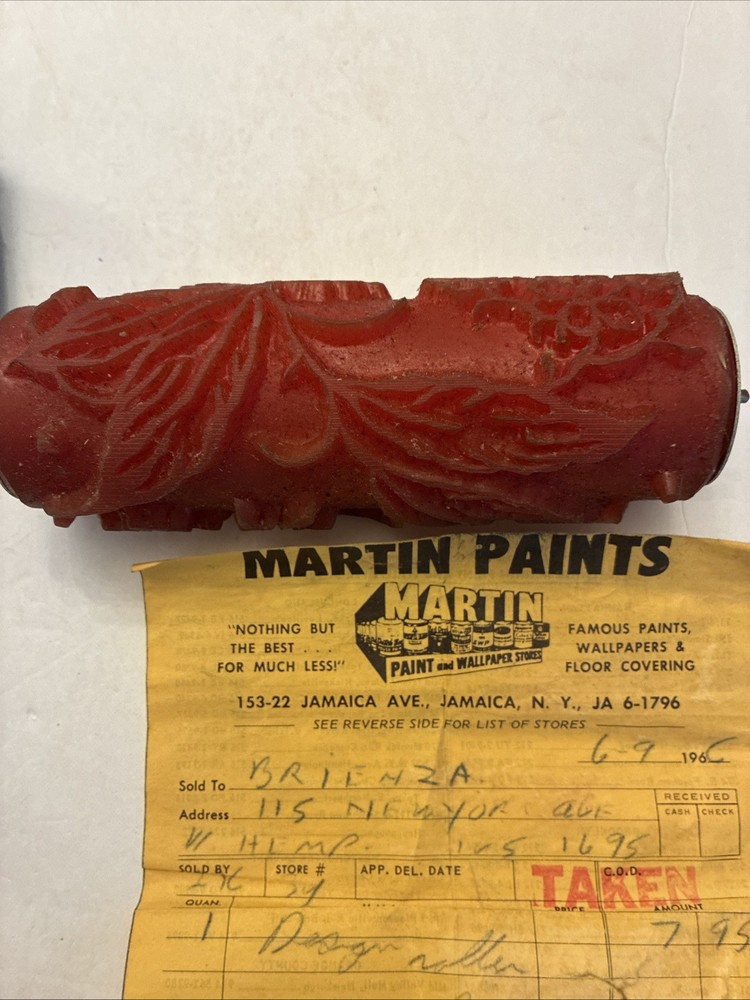 MARTIN PAINTS
"NOTHING BUT
THE BEST . . .
FOR MUCH LESS!"
MARTIN
PAINT and WALLPAPER STORES
FAMOUS PAINTS,
WALLPAPERS &
FLOOR COVERING
153-22 JAMAICA AVE., JAMAICA, N. Y., JA 6-1796
SEE REVERSE SIDE FOR LIST OF STORES
6-9 196
Sold To BRIENZA
Address 115 NEW YOR AVE
W HEMP. 1695
RECEIVED
CASH CHECK
SOLD BY STORE # APP. DEL. DATE C.O.D.
24
TAKEN
QUAN. PRICE AMOUNT
1 Design roller 7 95